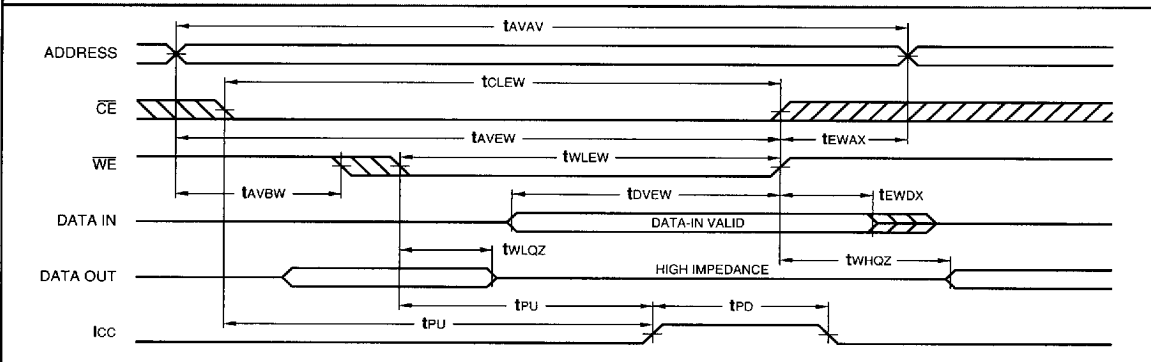 tAVAV
ADDRESS
tCLEW
CE
tAVEW
tEWAX
WE
tWLEW
tAVBW
tDVEW
tEWDX
DATA IN
DATA-IN VALID
tWLQZ
tWHQZ
DATA OUT
HIGH IMPEDANCE
tPU
tPD
tPU
ICC